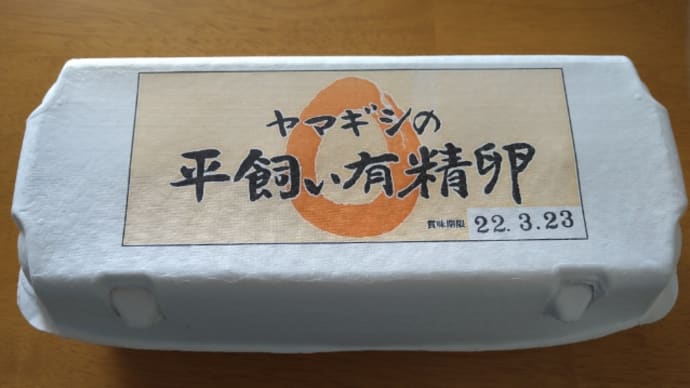 ヤマギシの
平飼い有精卵
賞味期限 22.3.23